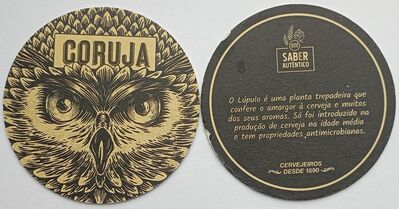 CORUJA
SABER
AUTÊNTICO
O Lúpulo é uma planta trepadeira que
confere o amargor à cerveja e muitos
dos seus aromas. Só foi introduzido na
produção de cerveja na idade média
e tem propriedades antimicrobianas.
CERVEJEIROS
DESDE 1890